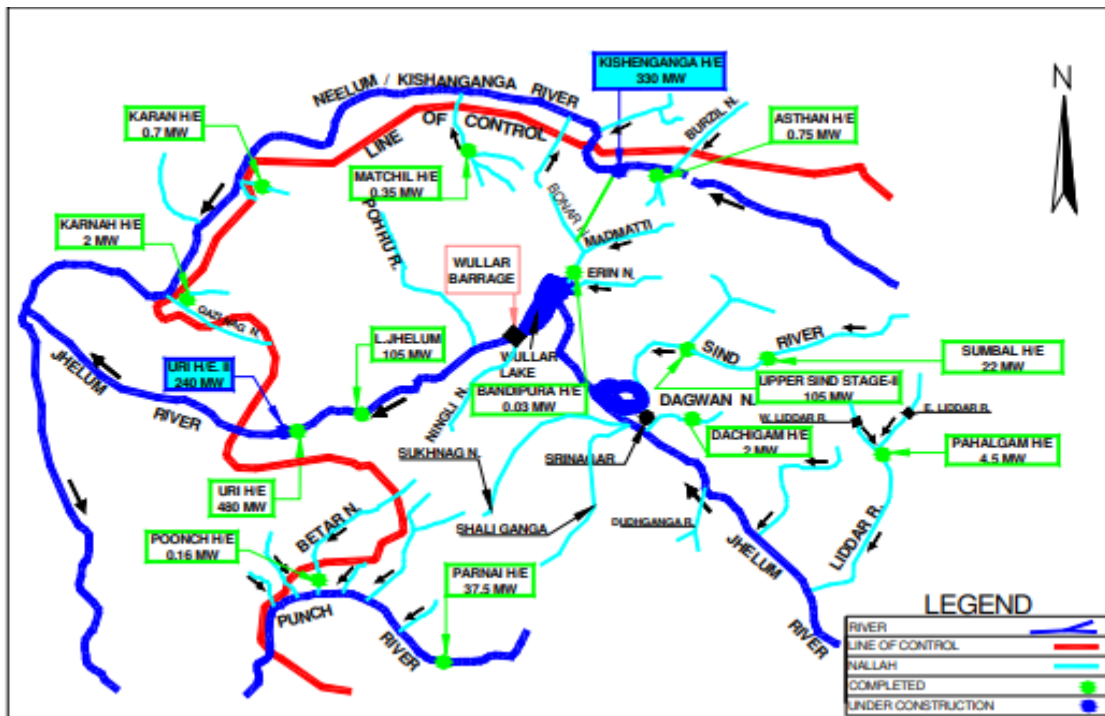 KISHENGANGA H/E
330 MW
N
NEELUM / KISHANGANGA RIVER
LINE OF CONTROL
KARAN H/E
0.7 MW
MATCHIL H/E
0.35 MW
BURZIL N.
ASTHAN H/E
0.75 MW
BONAR N.
MADMATTI
KARNAH H/E
2 MW
POHHU R.
WULLAR
BARRAGE
ERIN N.
GAZI NAG N.
L.JHELUM
105 MW
WULLAR
LAKE
SIND RIVER
SUMBAL H/E
22 MW
URI H/E. II
240 MW
JHELUM RIVER
NINGLI N.
BANDIPURA H/E
0.03 MW
UPPER SIND STAGE-II
105 MW
DAGWAN N.
W. LIDDAR R.
E. LIDDAR R.
DACHIGAM H/E
2 MW
PAHALGAM H/E
4.5 MW
SUKHNAG N.
SRINAGAR
URI H/E
480 MW
SHALI GANGA
DUDHGANGA R.
LIDDAR R.
BETAR N.
POONCH H/E
0.16 MW
PARNAI H/E
37.5 MW
JHELUM RIVER
PUNCH RIVER
LEGEND
RIVER
LINE OF CONTROL
NALLAH
COMPLETED
UNDER CONSTRUCTION